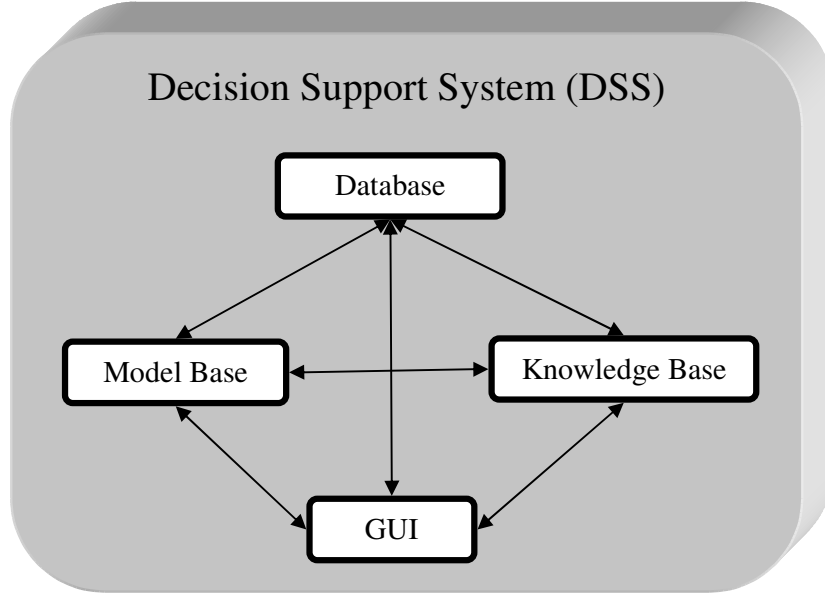 Decision Support System (DSS)
Database
Model Base
Knowledge Base
GUI